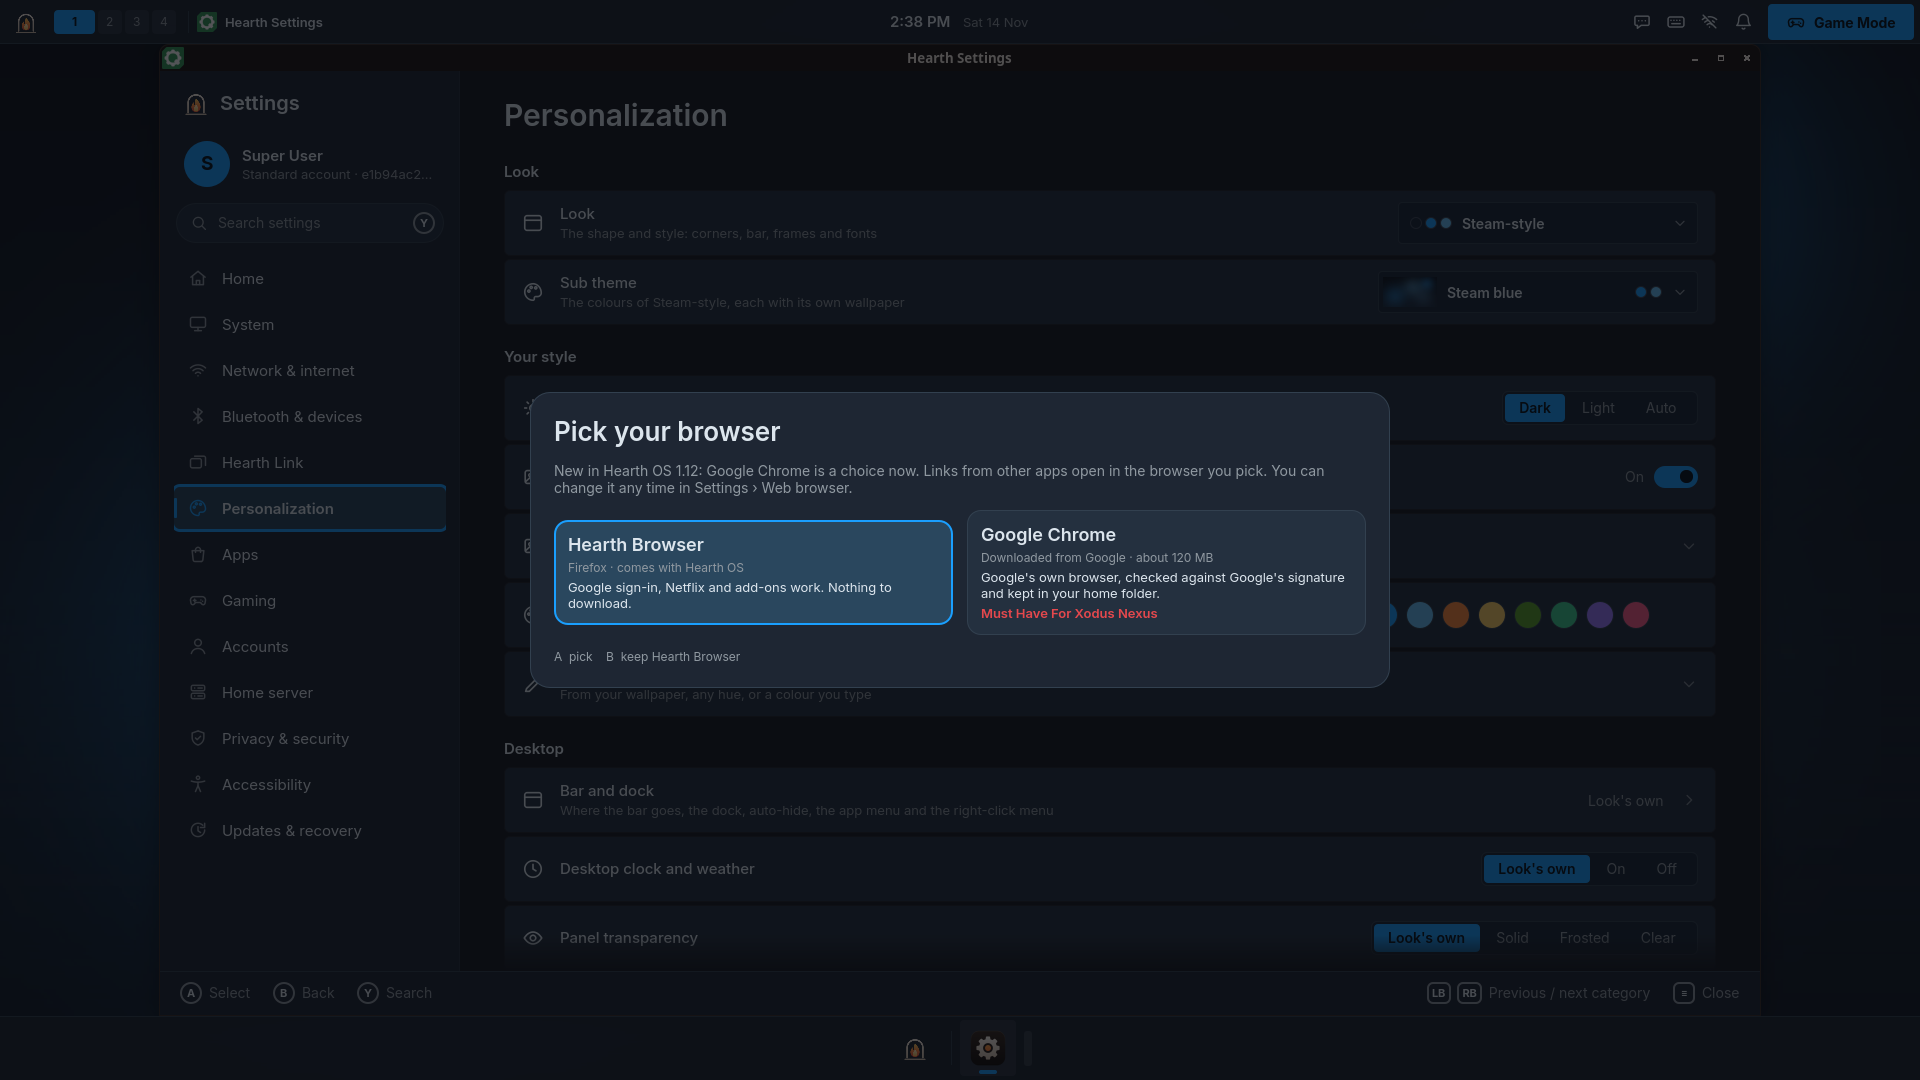 1 2 3 4 Hearth Settings 2:38 PM Sat 14 Nov Game Mode
Hearth Settings
Settings
S
Super User
Standard account · e1b94ac2...
Search settings Y
Home
System
Network & internet
Bluetooth & devices
Hearth Link
Personalization
Apps
Gaming
Accounts
Home server
Privacy & security
Accessibility
Updates & recovery
Personalization
Look
Look
The shape and style: corners, bar, frames and fonts
Steam-style
Sub theme
The colours of Steam-style, each with its own wallpaper
Steam blue
Your style
Dark Light Auto
On
Pick your browser
New in Hearth OS 1.12: Google Chrome is a choice now. Links from other apps open in the browser you pick. You can
change it any time in Settings › Web browser.
Hearth Browser
Firefox · comes with Hearth OS
Google sign-in, Netflix and add-ons work. Nothing to
download.
Google Chrome
Downloaded from Google · about 120 MB
Google's own browser, checked against Google's signature
and kept in your home folder.
Must Have For Xodus Nexus
A pick B keep Hearth Browser
From your wallpaper, any hue, or a colour you type
Desktop
Bar and dock
Where the bar goes, the dock, auto-hide, the app menu and the right-click menu
Look's own
Desktop clock and weather
Look's own On Off
Panel transparency
Look's own Solid Frosted Clear
A Select B Back Y Search
LB RB Previous / next category ≡ Close